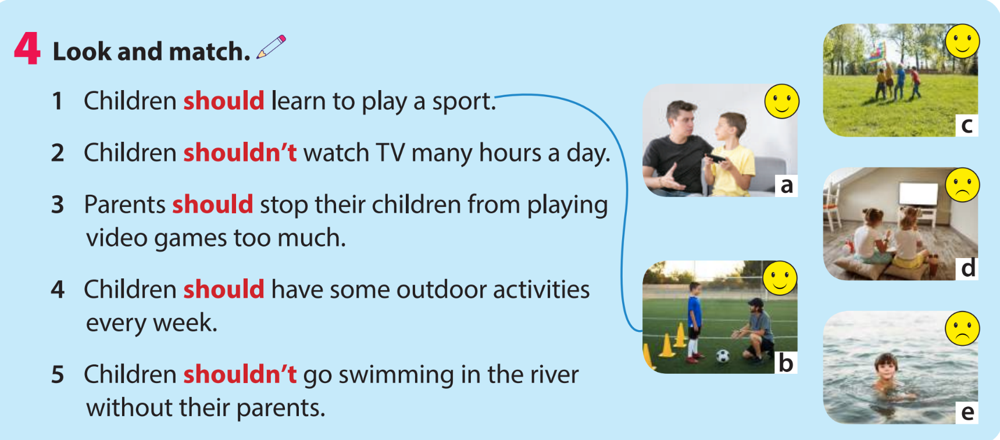 4 Look and match.
1 Children should learn to play a sport.
2 Children shouldn't watch TV many hours a day.
3 Parents should stop their children from playing
video games too much.
4 Children should have some outdoor activities
every week.
5 Children shouldn't go swimming in the river
without their parents.
a
b
c
d
e